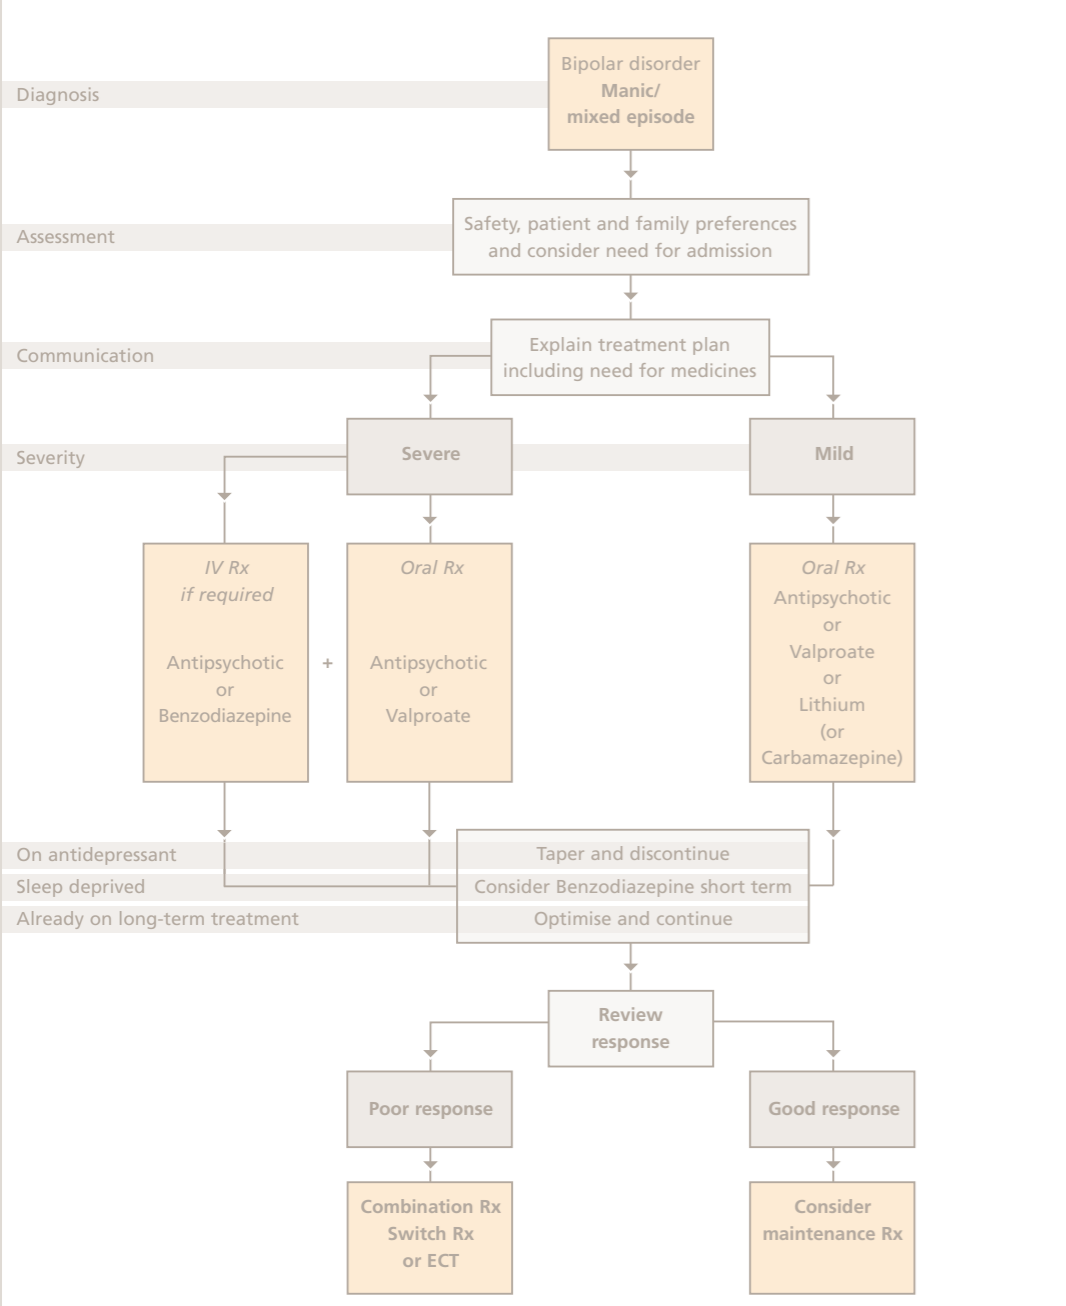 Bipolar disorder
Manic/
mixed episode
Diagnosis
Safety, patient and family preferences
and consider need for admission
Assessment
Explain treatment plan
including need for medicines
Communication
Severe
Mild
Severity
IV Rx
if required
Antipsychotic
or
Benzodiazepine
+
Oral Rx
Antipsychotic
or
Valproate
Oral Rx
Antipsychotic
or
Valproate
or
Lithium
(or
Carbamazepine)
On antidepressant
Taper and discontinue
Sleep deprived
Consider Benzodiazepine short term
Already on long-term treatment
Optimise and continue
Review
response
Poor response
Good response
Combination Rx
Switch Rx
or ECT
Consider
maintenance Rx